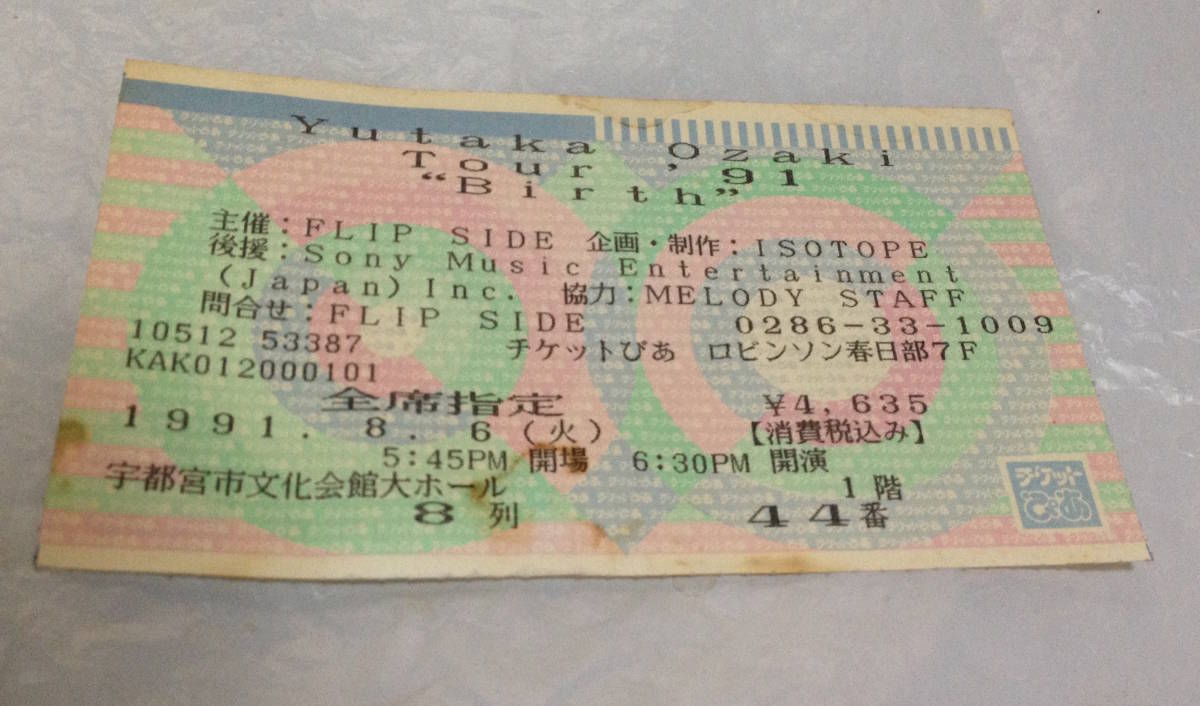 Yutaka Ozaki
Tour '91
“Birth”
主催：FLIP SIDE 企画・制作：ISOTOPE
後援：Sony Music Entertainment
(Japan) Inc. 協力：MELODY STAFF
問合せ：FLIP SIDE 0286-33-1009
10512 53387 チケットぴあ ロビンソン春日部7F
KAK012000101
全席指定 ¥4,635
1991. 8. 6 (火) 【消費税込み】
5:45PM 開場 6:30PM 開演
宇都宮市文化会館大ホール 1階
8 列 44番
チケット
ぴあ